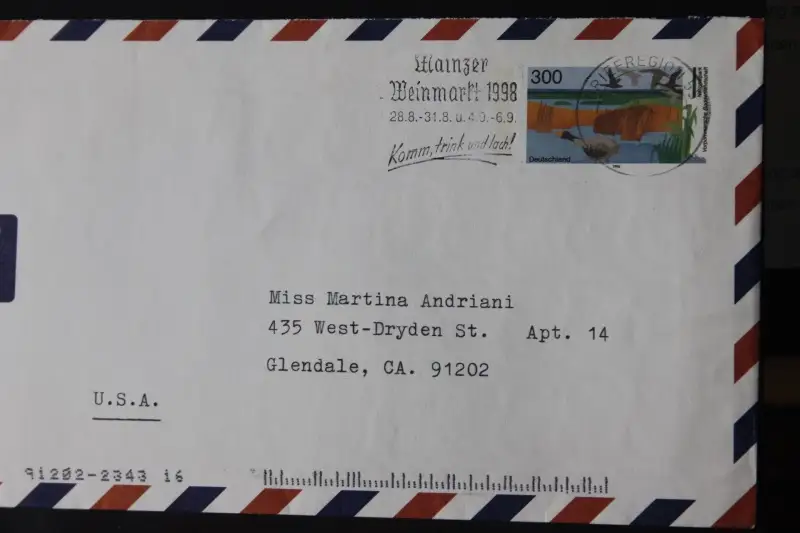 Mainzer
Weinmarkt 1998
28.8.-31.8. u. 4.9.-6.9.
Komm, trink und lach!
300
Deutschland
Miss Martina Andriani
435 West-Dryden St. Apt. 14
Glendale, CA. 91202
U.S.A.
91202-2343 16